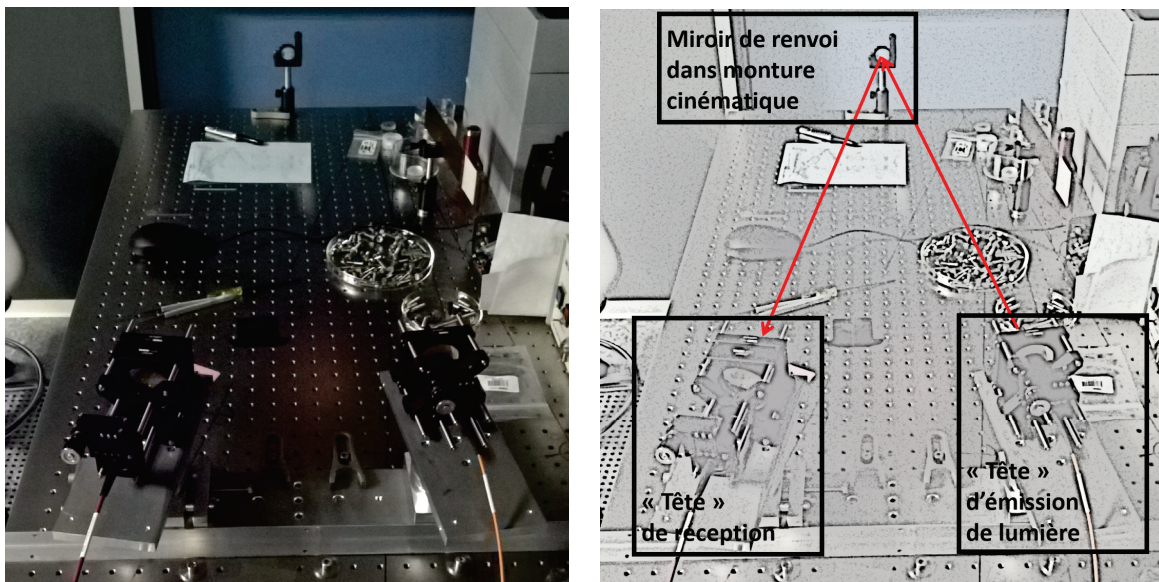 Miroir de renvoi
dans monture
cinématique
« Tête »
de réception
« Tête »
d’émission
de lumière